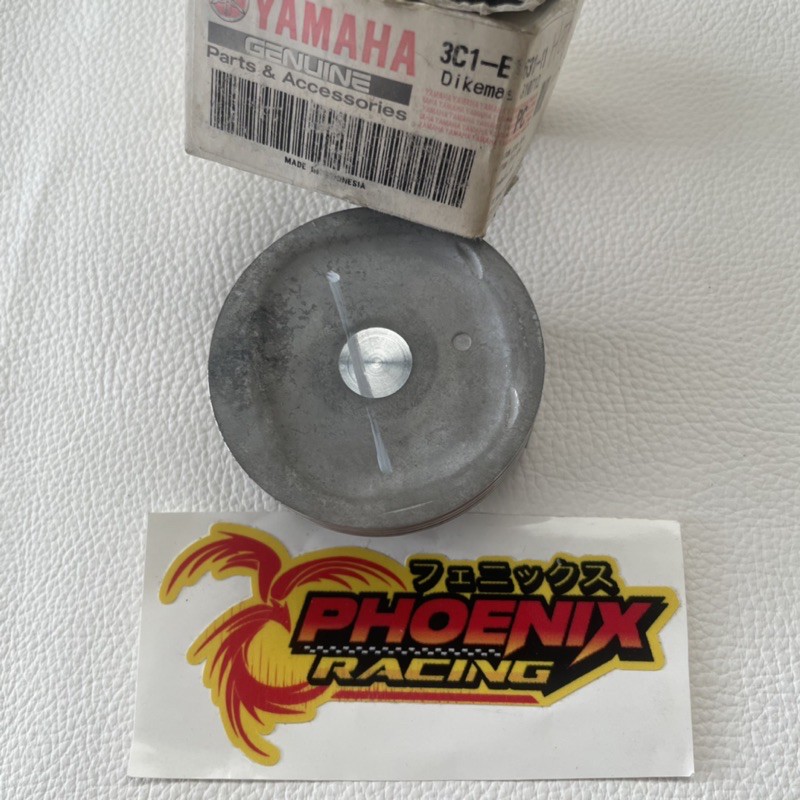 YAMAHA
GENUINE
Parts & Accessories
3C1-E
Dikemas
MADE IN INDONESIA
フェニックス
PHOENIX
RACING